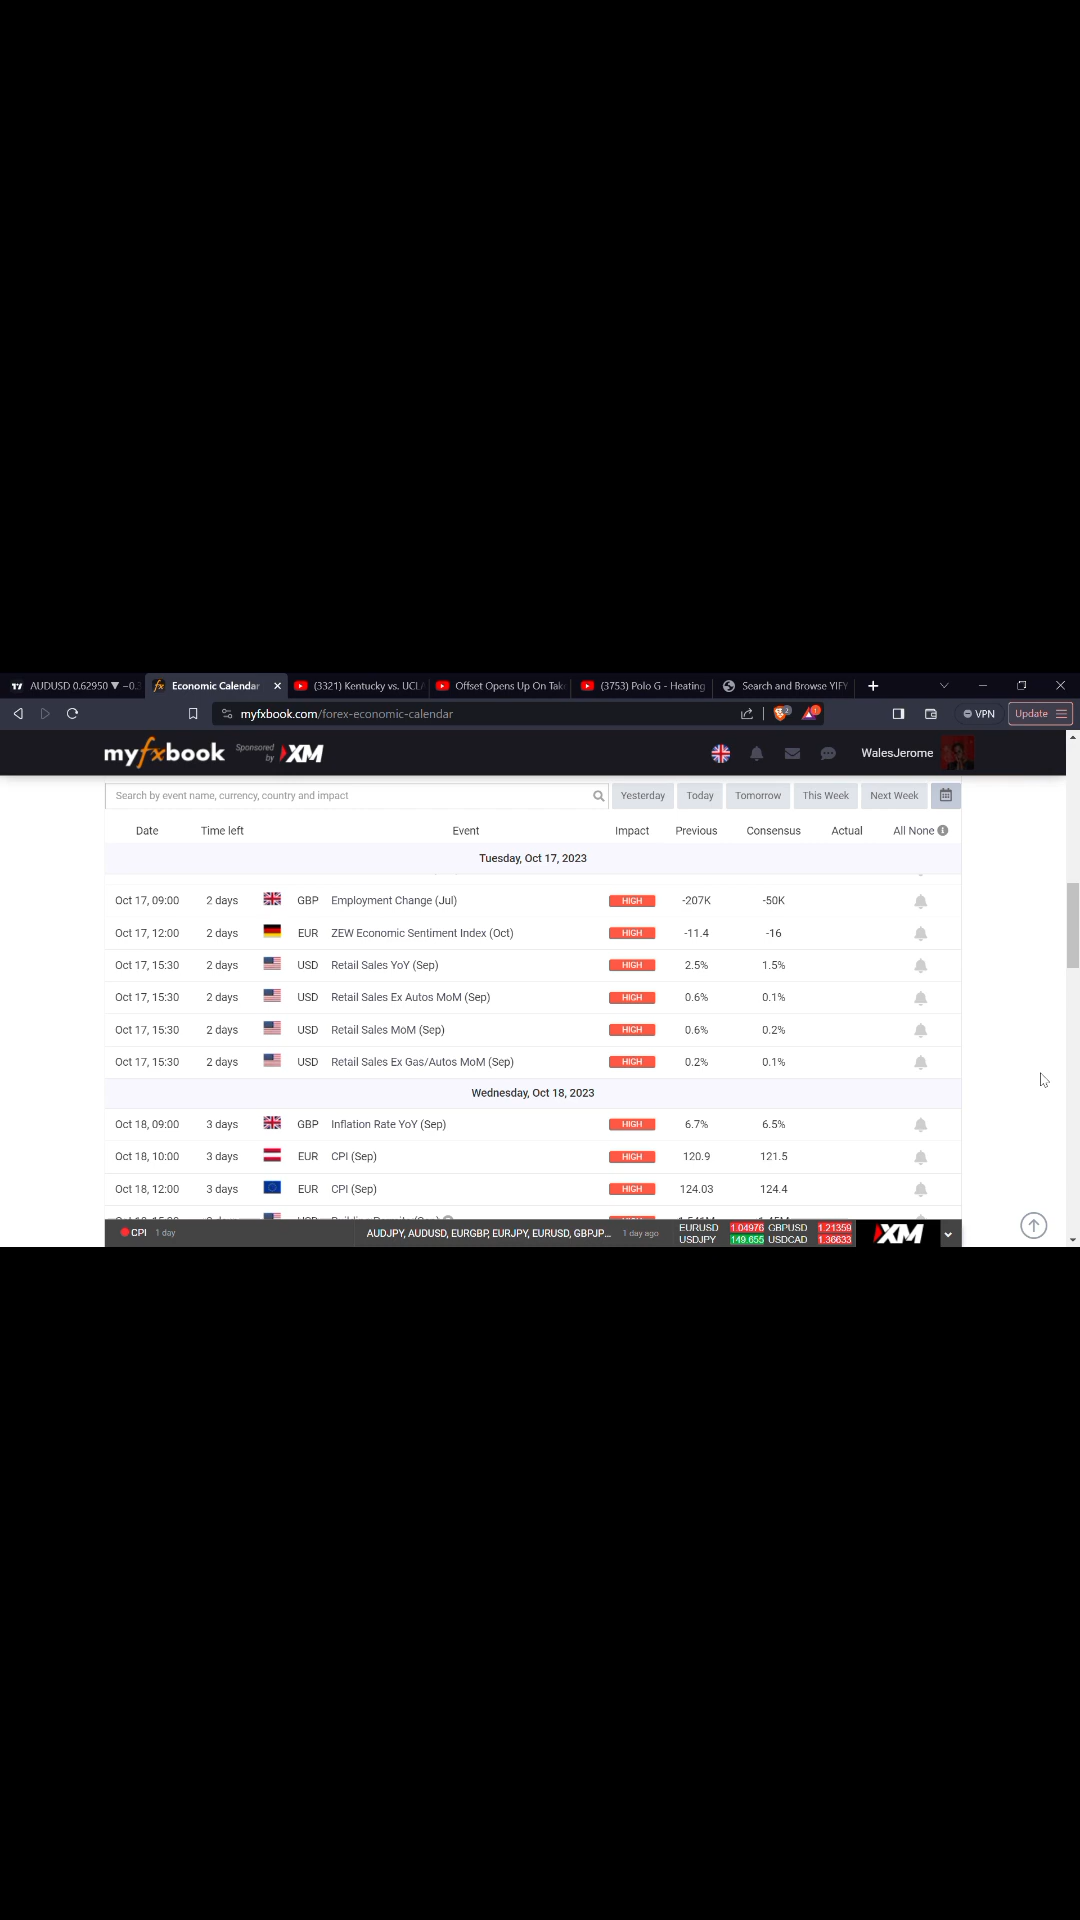 AUDUSD 0.62950 ▼ −0.
Economic Calendar
(3321) Kentucky vs. UCL
Offset Opens Up On Tak
(3753) Polo G - Heating
Search and Browse YIFY
myfxbook.com/forex-economic-calendar
2
1
VPN
Update
myfxbook Sponsored by XM
WalesJerome
Search by event name, currency, country and impact
Yesterday Today Tomorrow This Week Next Week
Date Time left Event Impact Previous Consensus Actual All None
Tuesday, Oct 17, 2023
Oct 17, 09:00 2 days GBP Employment Change (Jul) HIGH -207K -50K
Oct 17, 12:00 2 days EUR ZEW Economic Sentiment Index (Oct) HIGH -11.4 -16
Oct 17, 15:30 2 days USD Retail Sales YoY (Sep) HIGH 2.5% 1.5%
Oct 17, 15:30 2 days USD Retail Sales Ex Autos MoM (Sep) HIGH 0.6% 0.1%
Oct 17, 15:30 2 days USD Retail Sales MoM (Sep) HIGH 0.6% 0.2%
Oct 17, 15:30 2 days USD Retail Sales Ex Gas/Autos MoM (Sep) HIGH 0.2% 0.1%
Wednesday, Oct 18, 2023
Oct 18, 09:00 3 days GBP Inflation Rate YoY (Sep) HIGH 6.7% 6.5%
Oct 18, 10:00 3 days EUR CPI (Sep) HIGH 120.9 121.5
Oct 18, 12:00 3 days EUR CPI (Sep) HIGH 124.03 124.4
CPI 1 day
AUDJPY, AUDUSD, EURGBP, EURJPY, EURUSD, GBPJP... 1 day ago
EURUSD 1.04976 GBPUSD 1.21359
USDJPY 149.655 USDCAD 1.36633
XM